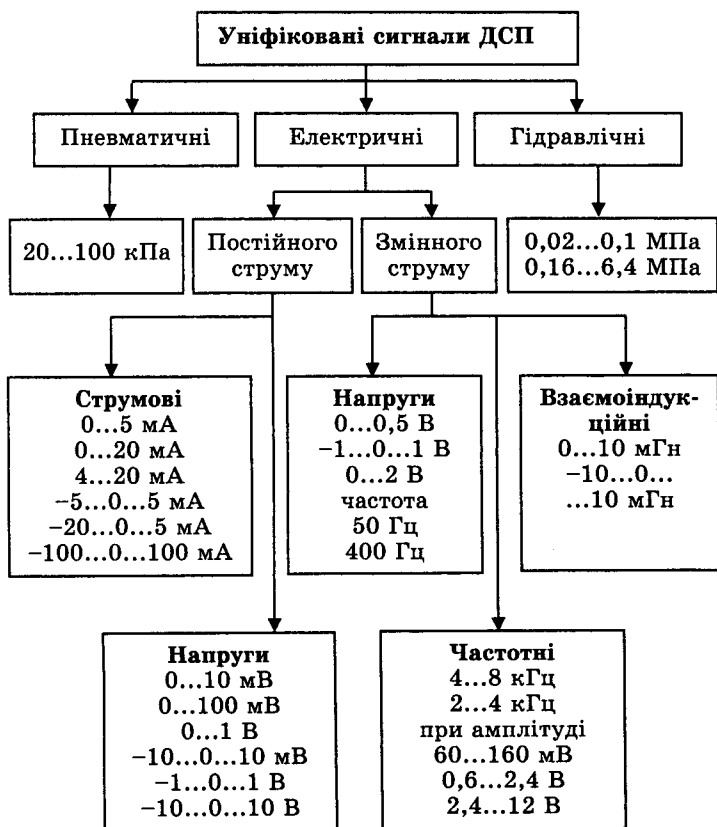 Уніфіковані сигнали ДСП
Пневматичні
Електричні
Гідравлічні
20...100 кПа
Постійного
струму
Змінного
струму
0,02...0,1 МПа
0,16...6,4 МПа
Струмові
0...5 мА
0...20 мА
4...20 мА
−5...0...5 мА
−20...0...5 мА
−100...0...100 мА
Напруги
0...0,5 В
−1...0...1 В
0...2 В
частота
50 Гц
400 Гц
Взаємоіндук-
ційні
0...10 мГн
−10...0...
...10 мГн
Напруги
0...10 мВ
0...100 мВ
0...1 В
−10...0...10 мВ
−1...0...1 В
−10...0...10 В
Частотні
4...8 кГц
2...4 кГц
при амплітуді
60...160 мВ
0,6...2,4 В
2,4...12 В